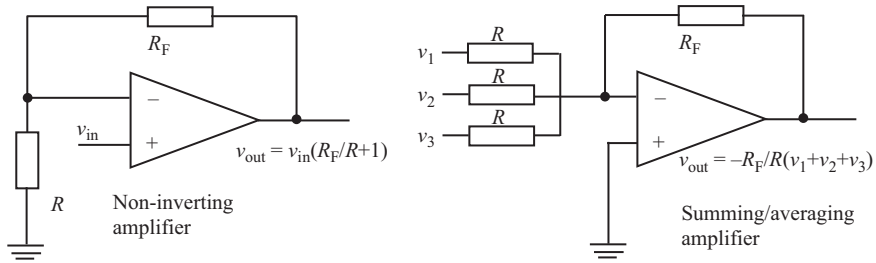 R_F
−
+
v_in
v_out = v_in(R_F/R+1)
R
Non-inverting
amplifier
v_1
R
v_2
R
v_3
R
R_F
−
+
v_out = –R_F/R(v_1+v_2+v_3)
Summing/averaging
amplifier